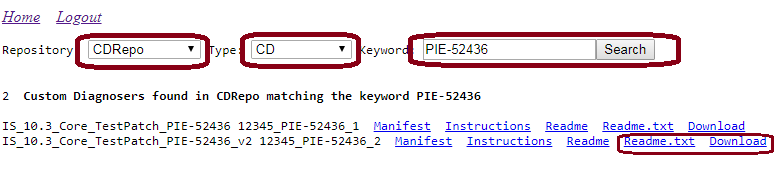 Home Logout
Repository: CDRepo Type: CD Keyword: PIE-52436 Search
2 Custom Diagnosers found in CDRepo matching the keyword PIE-52436
IS_10.3_Core_TestPatch_PIE-52436 12345_PIE-52436_1 Manifest Instructions Readme Readme.txt Download
IS_10.3_Core_TestPatch_PIE-52436_v2 12345_PIE-52436_2 Manifest Instructions Readme Readme.txt Download